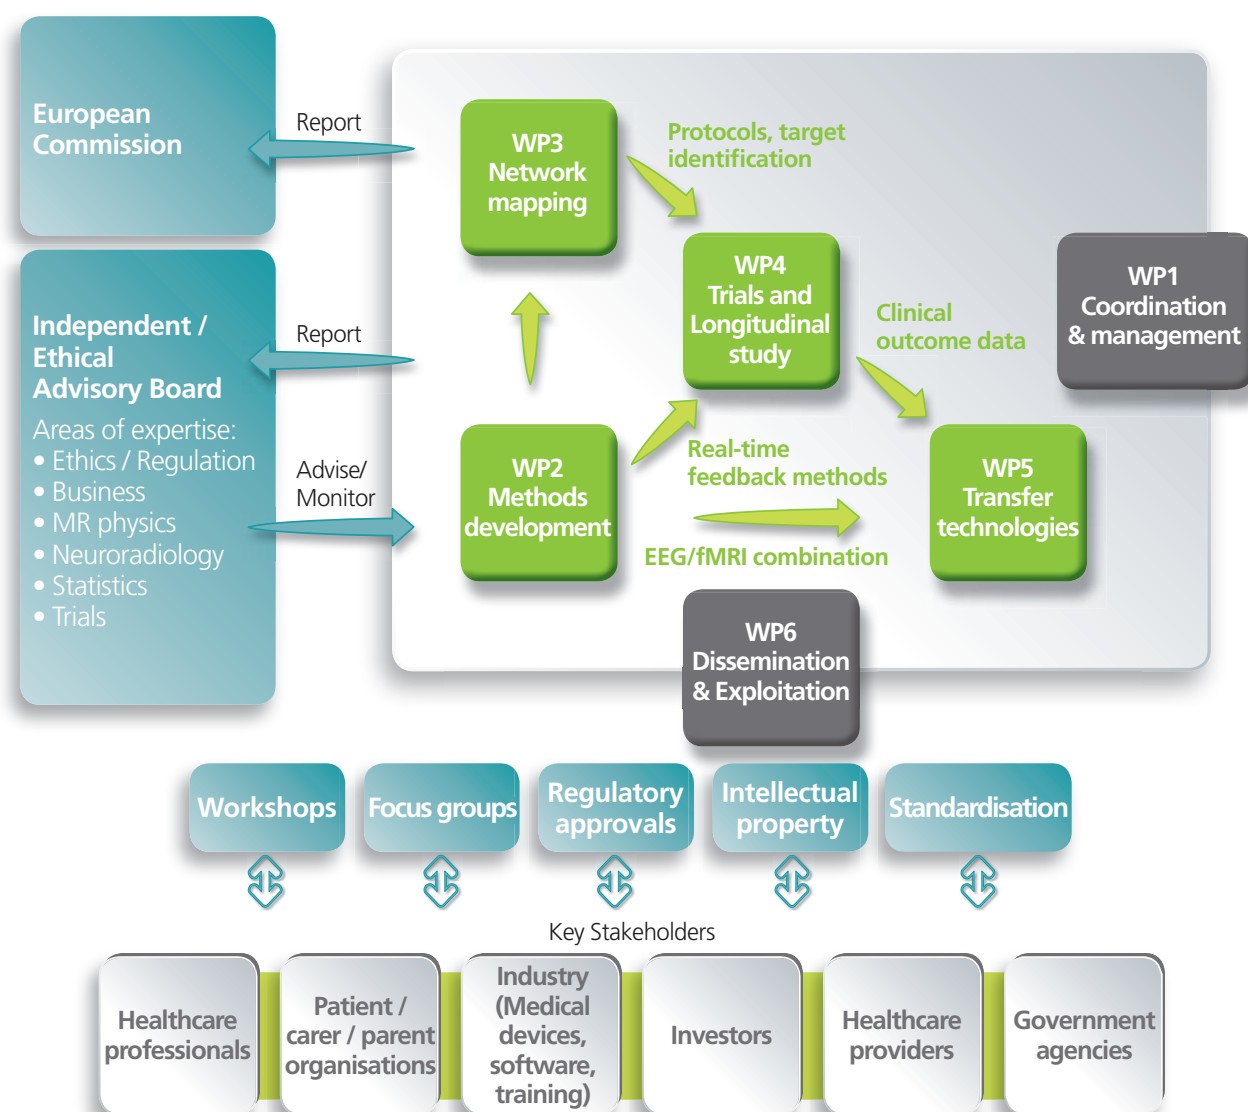 European
Commission
Report
WP3
Network
mapping
Protocols, target
identification
WP4
Trials and
Longitudinal
study
WP1
Coordination
& management
Clinical
outcome data
Independent /
Ethical
Advisory Board
Areas of expertise:
• Ethics / Regulation
• Business
• MR physics
• Neuroradiology
• Statistics
• Trials
Report
Advise/
Monitor
WP2
Methods
development
Real-time
feedback methods
EEG/fMRI combination
WP5
Transfer
technologies
WP6
Dissemination
& Exploitation
Workshops
Focus groups
Regulatory
approvals
Intellectual
property
Standardisation
Key Stakeholders
Healthcare
professionals
Patient /
carer / parent
organisations
Industry
(Medical
devices,
software,
training)
Investors
Healthcare
providers
Government
agencies